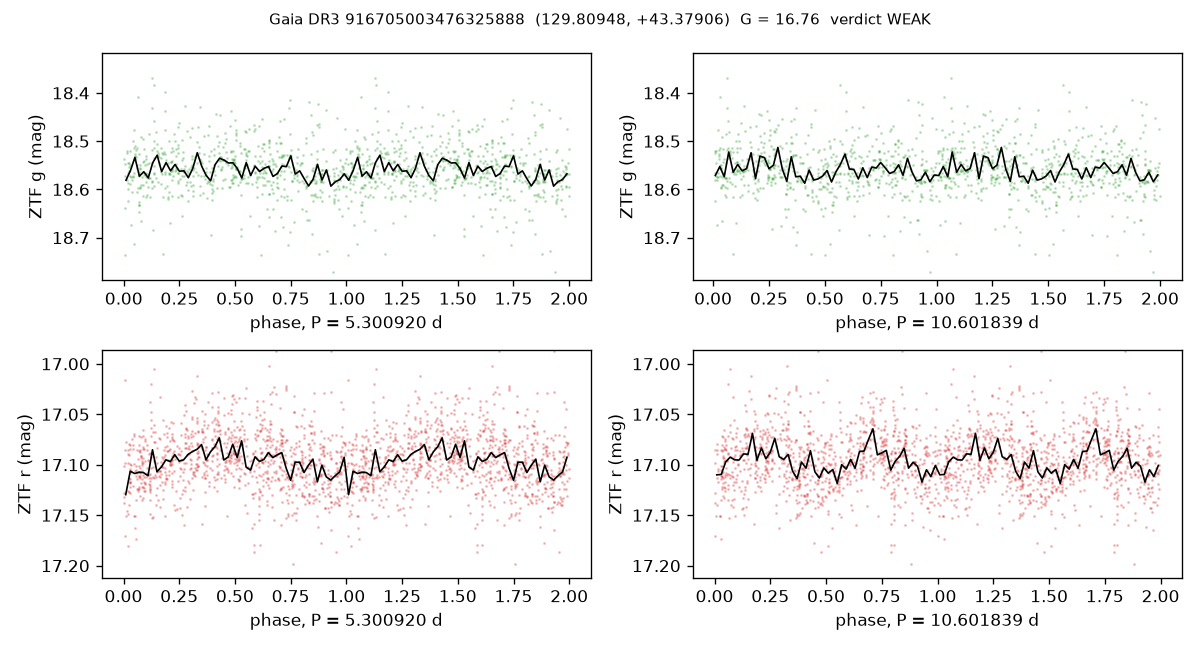 Gaia DR3 916705003476325888 (129.80948, +43.37906) G = 16.76 verdict WEAK
ZTF g (mag)
18.4
18.5
18.6
18.7
0.00 0.25 0.50 0.75 1.00 1.25 1.50 1.75 2.00
phase, P = 5.300920 d
ZTF g (mag)
18.4
18.5
18.6
18.7
0.00 0.25 0.50 0.75 1.00 1.25 1.50 1.75 2.00
phase, P = 10.601839 d
ZTF r (mag)
17.00
17.05
17.10
17.15
17.20
0.00 0.25 0.50 0.75 1.00 1.25 1.50 1.75 2.00
phase, P = 5.300920 d
ZTF r (mag)
17.00
17.05
17.10
17.15
17.20
0.00 0.25 0.50 0.75 1.00 1.25 1.50 1.75 2.00
phase, P = 10.601839 d